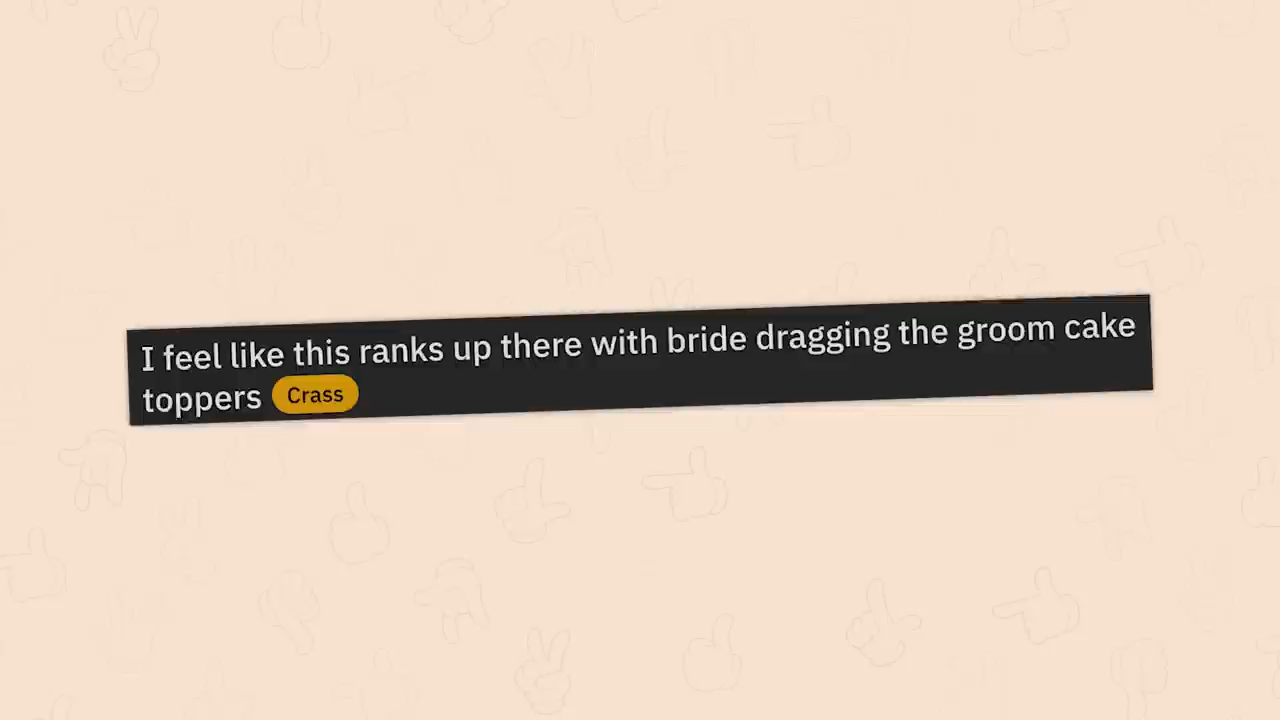 I feel like this ranks up there with bride dragging the groom cake
toppers Crass